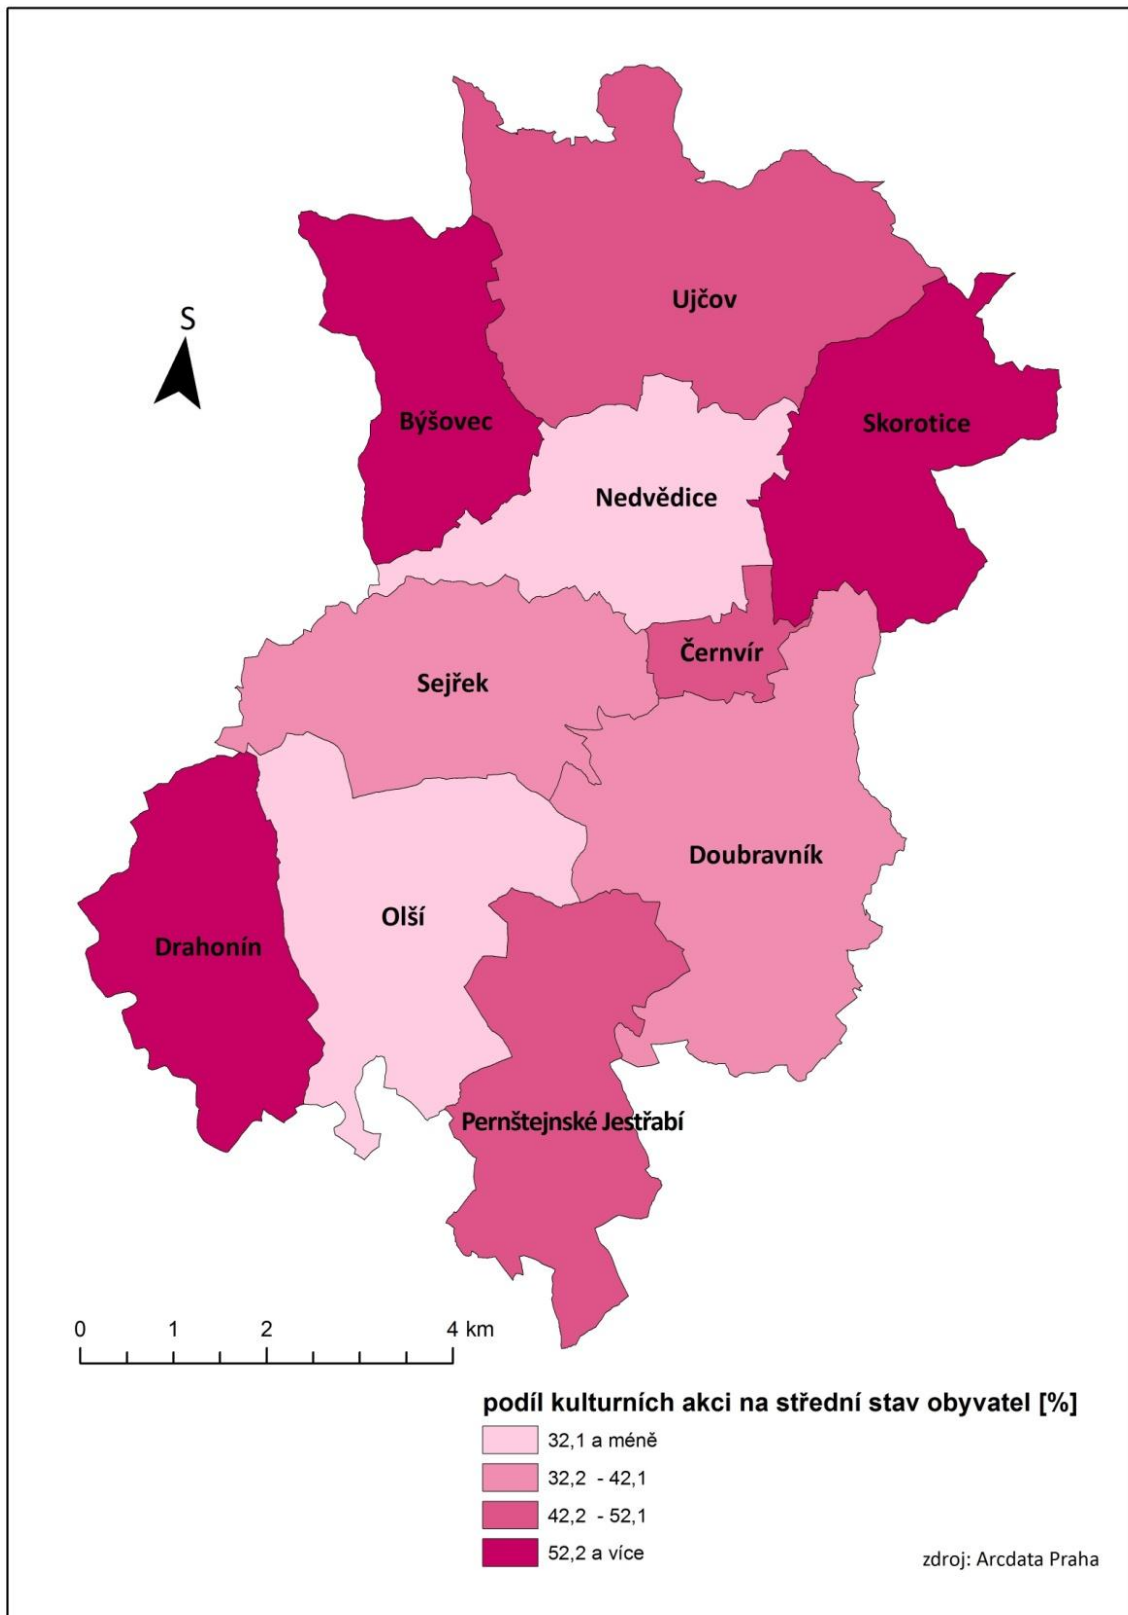 Ujčov
S
Býšovec
Skorotice
Nedvědice
Černvír
Sejřek
Doubravník
Olší
Drahonín
Pernštejnské Jestřabí
0 1 2 4 km
podíl kulturních akci na střední stav obyvatel [%]
32,1 a méně
32,2 - 42,1
42,2 - 52,1
52,2 a více
zdroj: Arcdata Praha